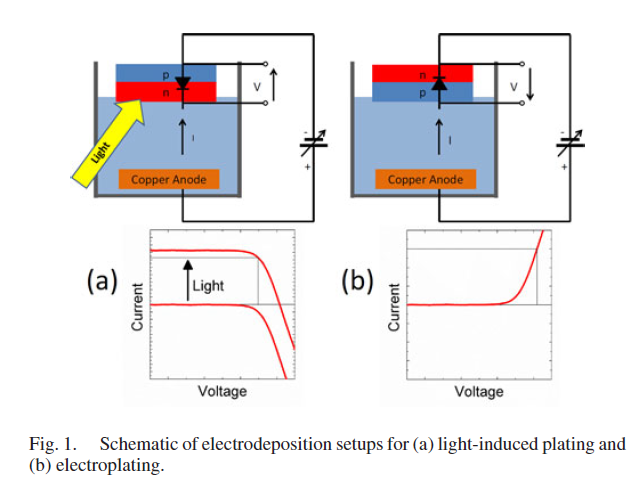 p
n
V
I
Light
Copper Anode
-
+
n
p
V
I
Copper Anode
-
+
(a)
Current
Light
Voltage
(b)
Current
Voltage
Fig. 1. Schematic of electrodeposition setups for (a) light-induced plating and
(b) electroplating.